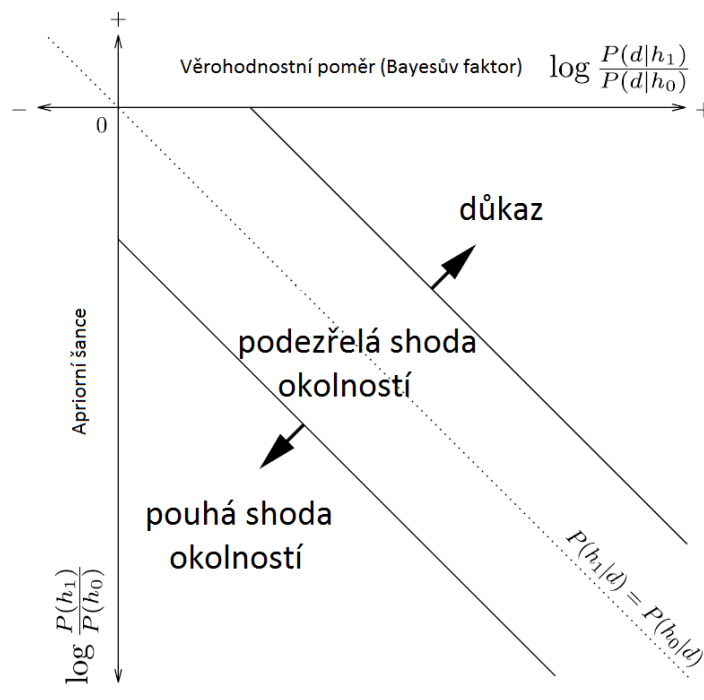 +
Věrohodnostní poměr (Bayesův faktor) log P(d|h₁)/P(d|h₀)
− +
0
důkaz
podezřelá shoda
okolností
Apriorní šance
pouhá shoda
okolností
P(h₁|d) = P(h₀|d)
log P(h₁)/P(h₀)